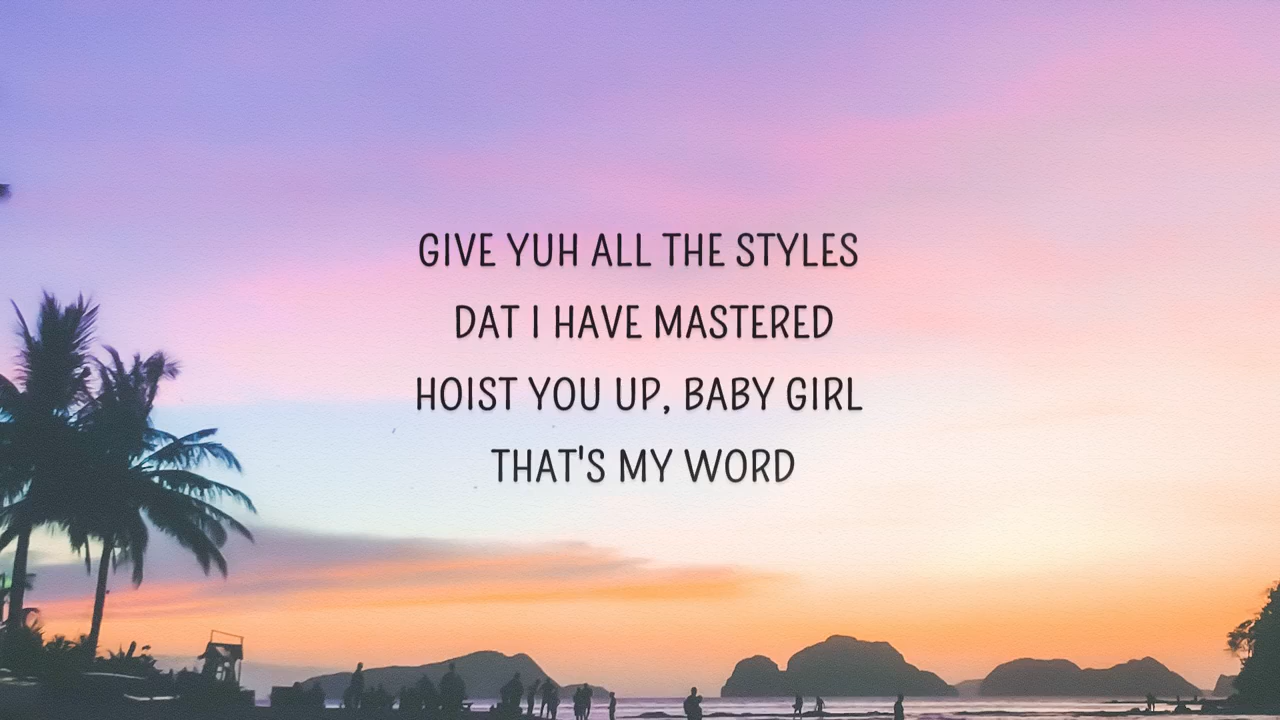 GIVE YUH ALL THE STYLES
DAT I HAVE MASTERED
HOIST YOU UP, BABY GIRL
THAT'S MY WORD